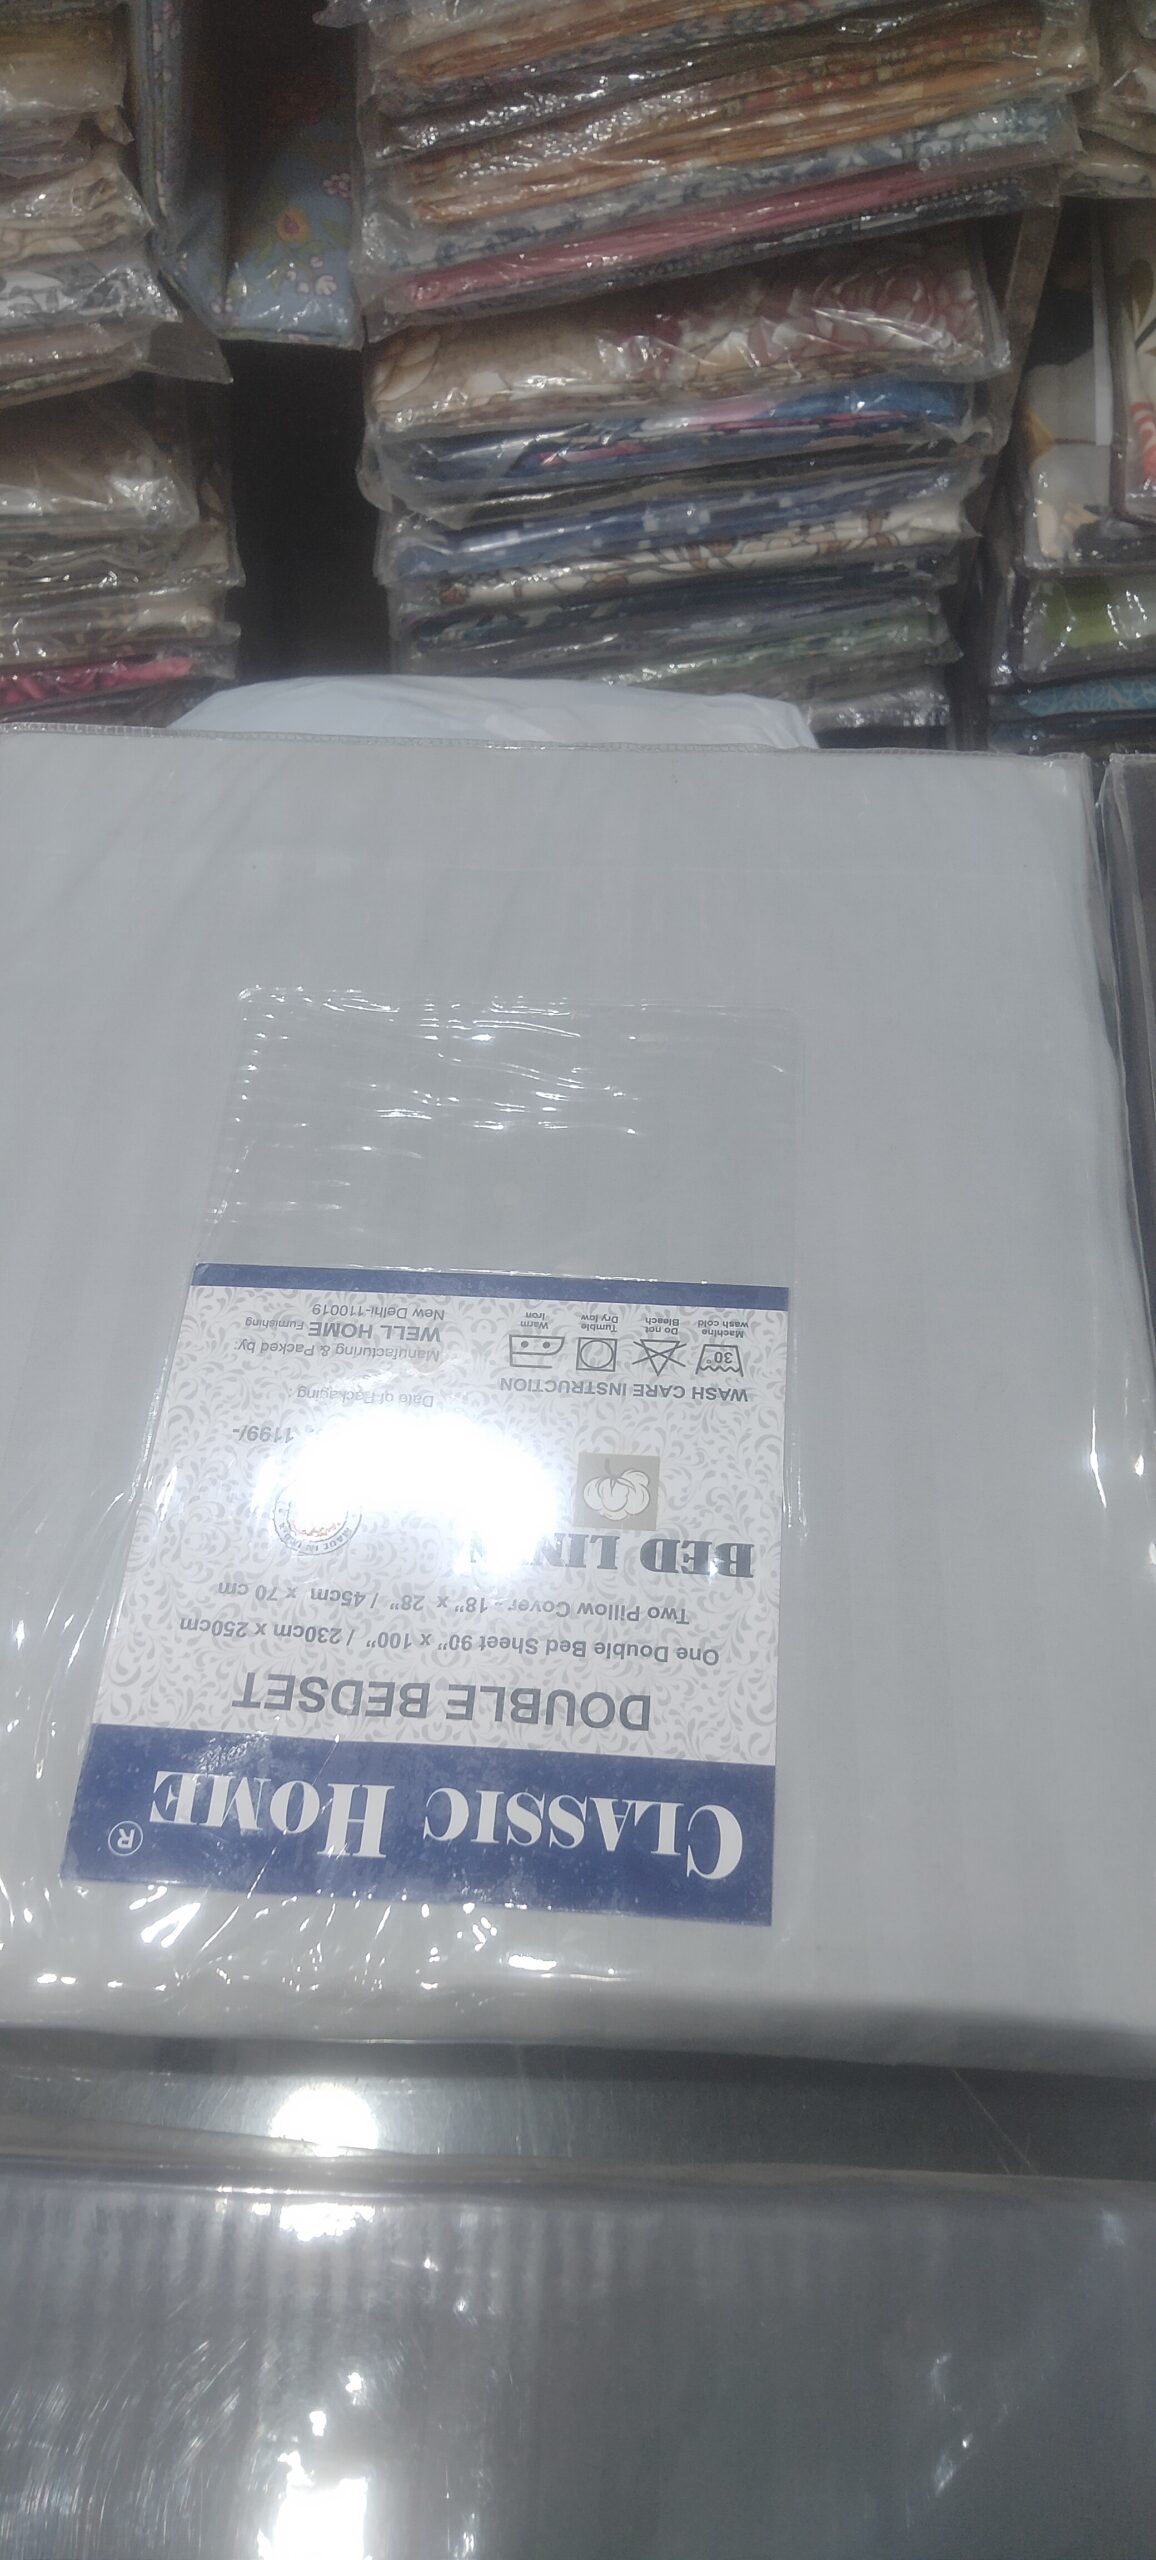 CLASSIC HOME ®
DOUBLE BEDSET
One Double Bed Sheet 90" x 100" / 230cm x 250cm
Two Pillow Cover - 18" x 28" / 45cm x 70 cm
BED
MADE IN
1199/-
Date of Packaging :
WASH CARE INSTRUCTION
30°
Machine wash cold
Do not Bleach
Tumble Dry low
Warm Iron
Manufacturing & Packed by:
WELL HOME Furnishing
New Delhi-110019